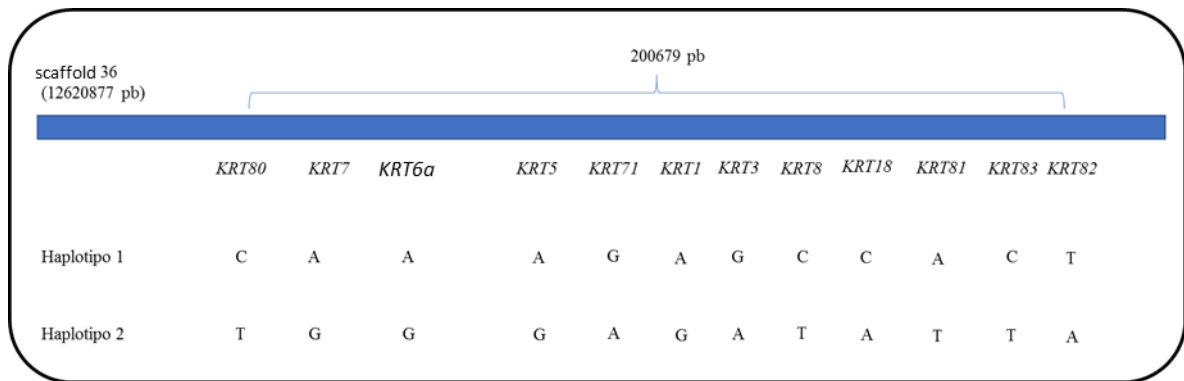 200679 pb
scaffold 36
(12620877 pb)
KRT80 KRT7 KRT6a KRT5 KRT71 KRT1 KRT3 KRT8 KRT18 KRT81 KRT83 KRT82
Haplotipo 1 C A A A G A G C C A C T
Haplotipo 2 T G G G A G A T A T T A